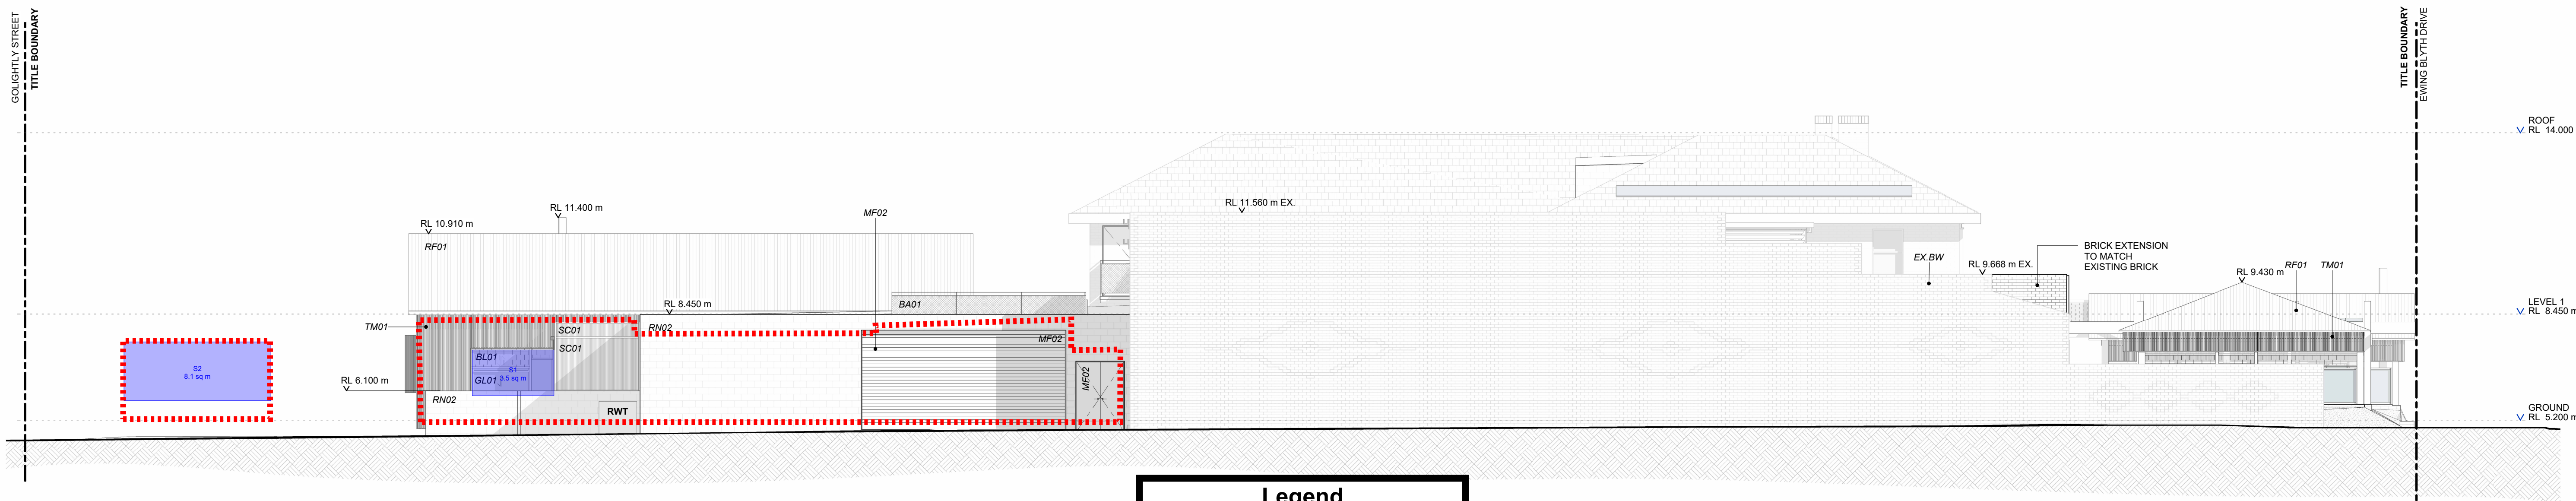 GOLIGHTLY STREET
TITLE BOUNDARY
TITLE BOUNDARY
EWING BLYTH DRIVE
ROOF
RL 14.000
RL 11.400 m
RL 10.910 m
RF01
MF02
RL 11.560 m EX.
BRICK EXTENSION
TO MATCH
EXISTING BRICK
EX.BW
RL 9.668 m EX.
RL 9.430 m
RF01
TM01
BA01
RL 8.450 m
LEVEL 1
RL 8.450 m
TM01
SC01
RN02
SC01
MF02
BL01
S2
8.1 sq m
S1
GL01
3.5 sq m
RL 6.100 m
MF02
RN02
RWT
GROUND
RL 5.200 m
Legend